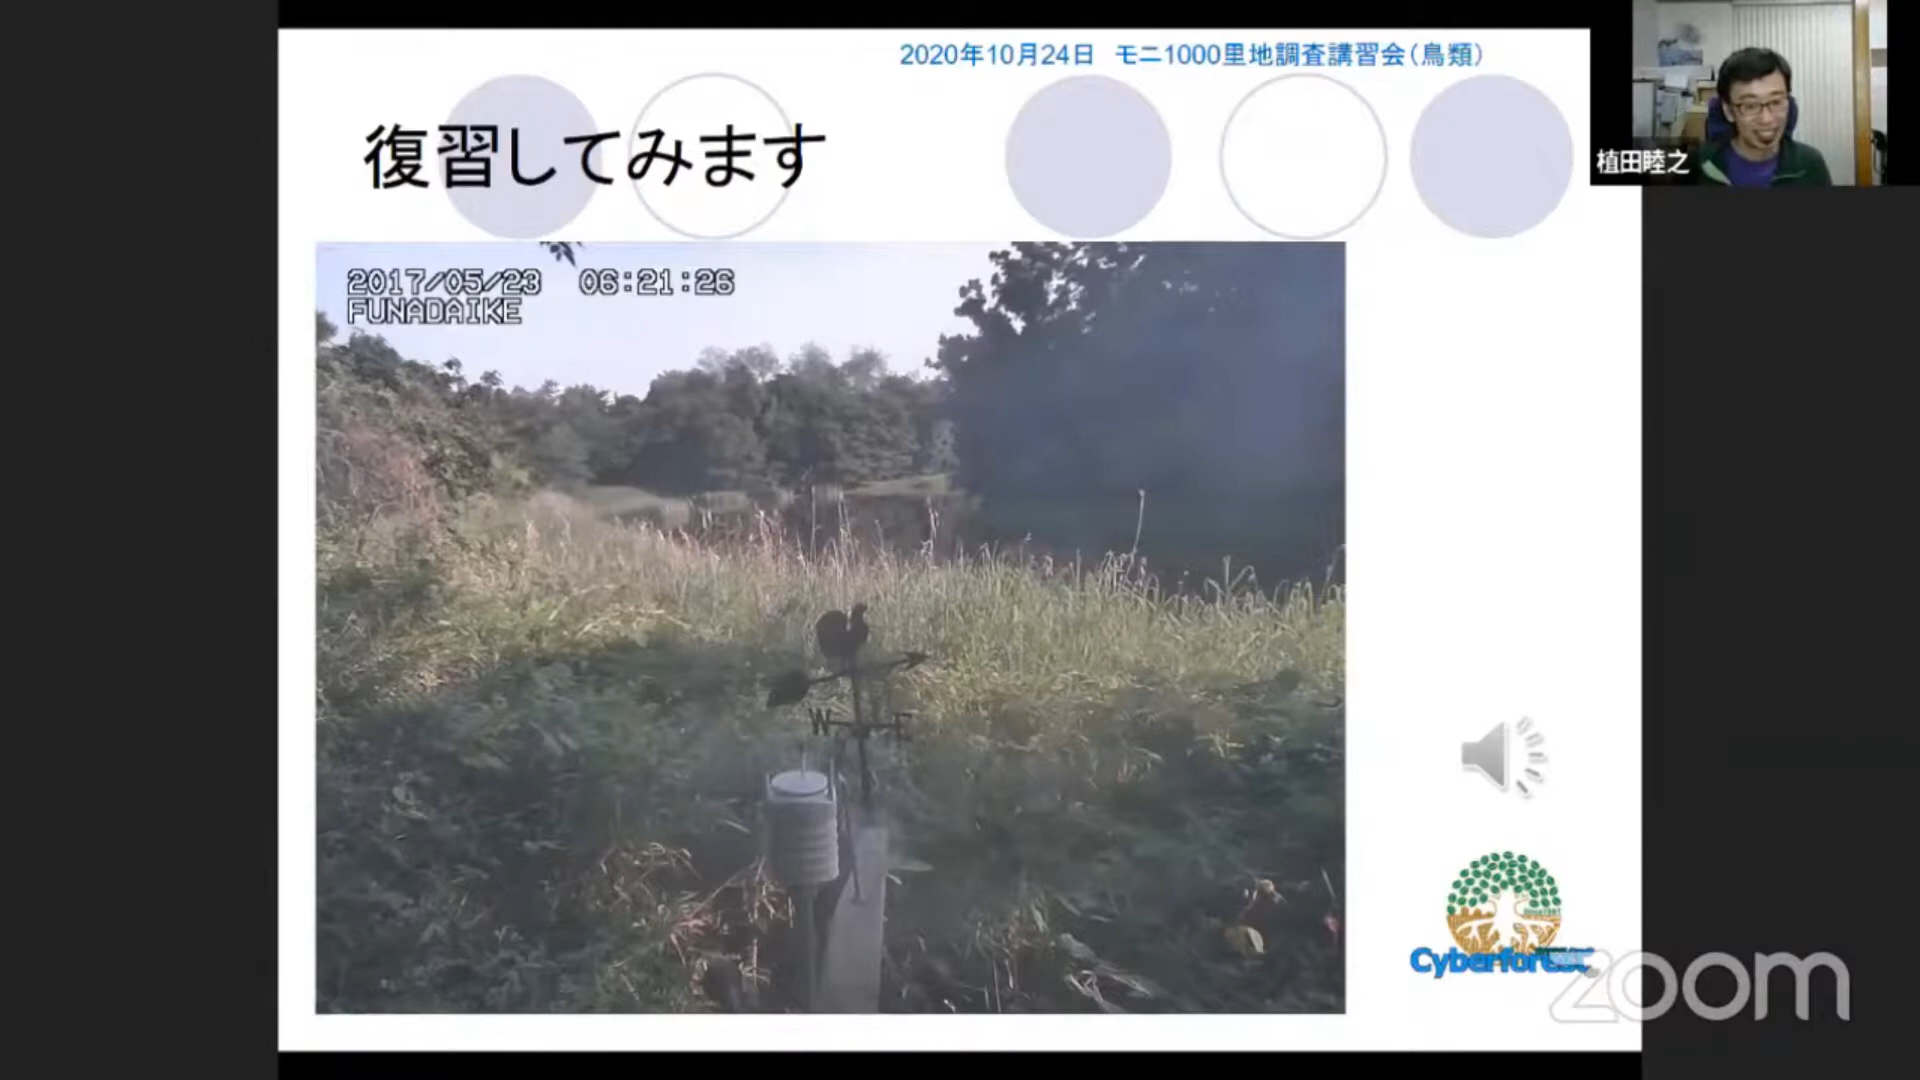 2020年10月24日 モニ1000里地調査講習会（鳥類）
植田睦之
復習してみます
2017/05/23 06:21:26
FUNADAIKE
W E
Cyberforest
zoom